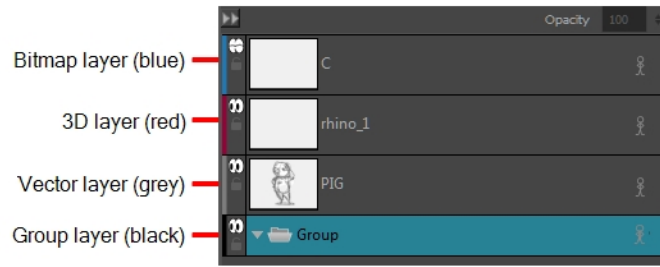 Opacity 100
Bitmap layer (blue)
C
3D layer (red)
rhino_1
Vector layer (grey)
PIG
Group layer (black)
Group